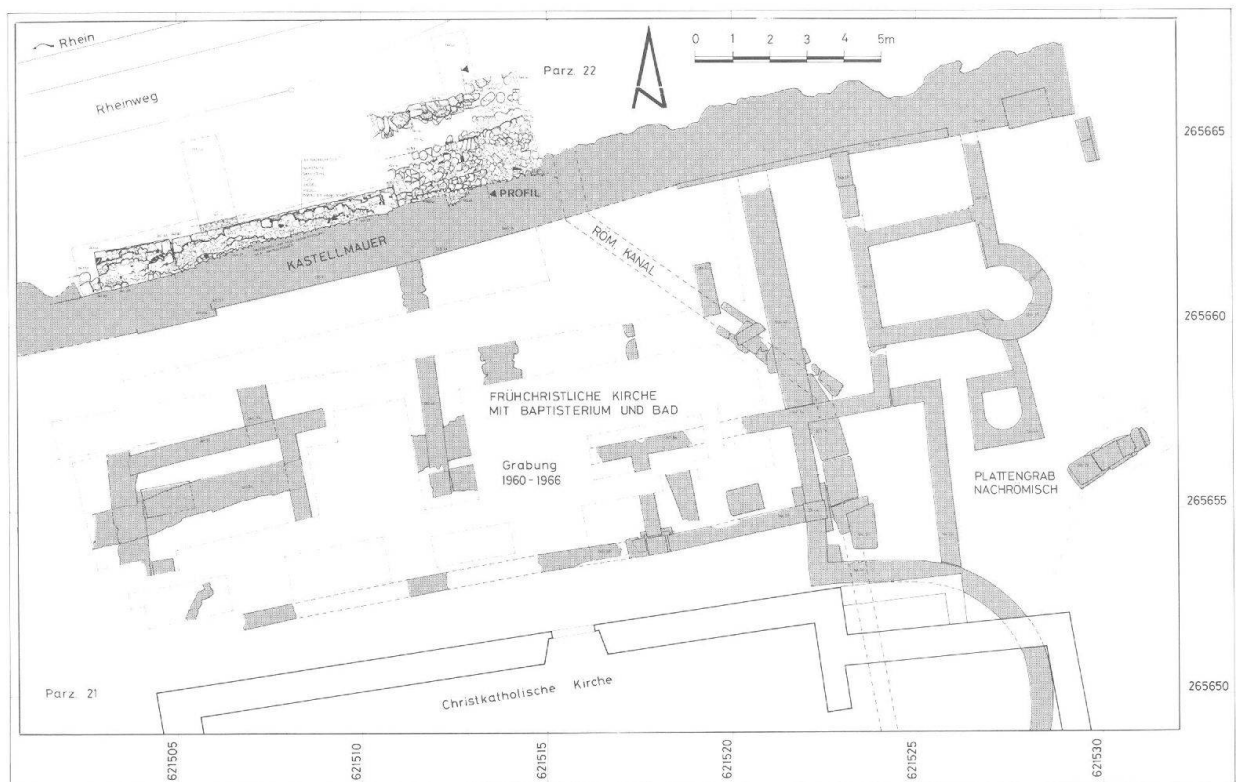 Rhein
Rheinweg
Parz. 22
0 1 2 3 4 5m
265665
PROFIL
KASTELLMAUER
RÖM. KANAL
265660
FRÜHCHRISTLICHE KIRCHE
MIT BAPTISTERIUM UND BAD
Grabung
1960-1966
PLATTENGRAB
NACHRÖMISCH
265655
Parz. 21
Christkatholische Kirche
265650
621505
621510
621515
621520
621525
621530